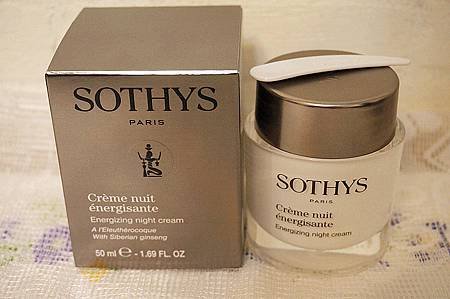 SOTHYS
PARIS
Crème nuit
énergisante
Energizing night cream
A l'Eleuthérocoque
With Siberian ginseng
50 ml e - 1.69 FL. OZ
SOTHYS
PARIS
Crème nuit
énergisante
Energizing night cream